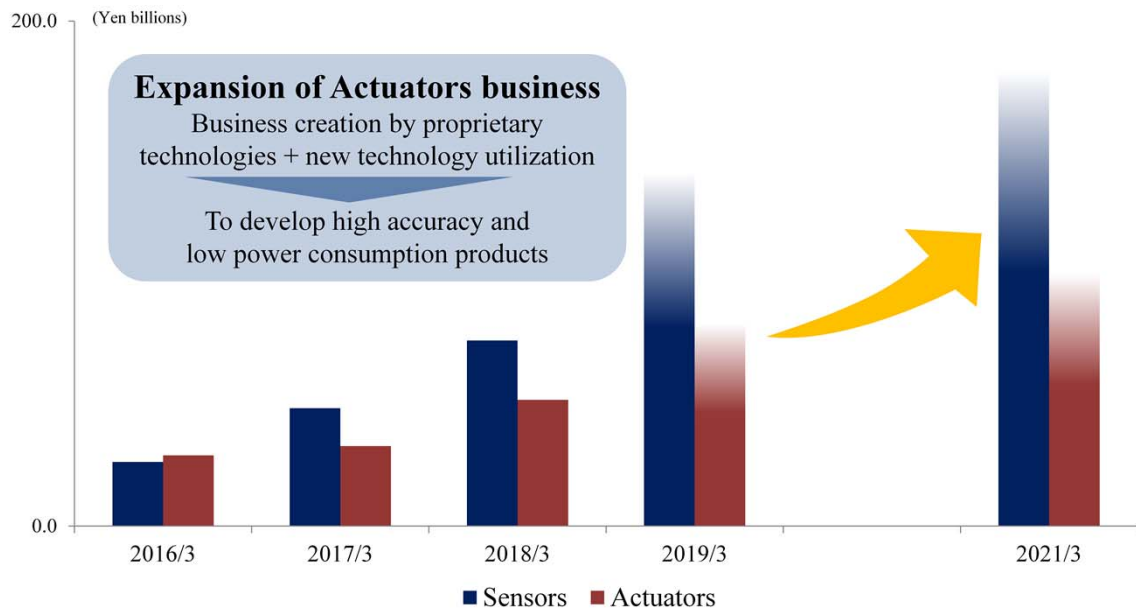 200.0
(Yen billions)
Expansion of Actuators business
Business creation by proprietary
technologies + new technology utilization
To develop high accuracy and
low power consumption products
0.0
2016/3
2017/3
2018/3
2019/3
2021/3
Sensors
Actuators